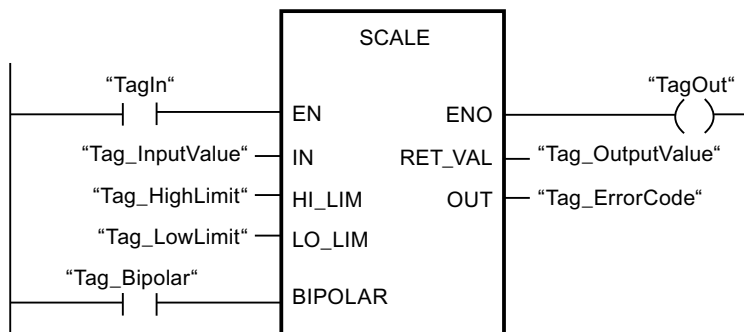 SCALE
“TagIn“
“TagOut“
EN
ENO
“Tag_InputValue“
IN
RET_VAL
“Tag_OutputValue“
“Tag_HighLimit“
HI_LIM
OUT
“Tag_ErrorCode“
“Tag_LowLimit“
LO_LIM
“Tag_Bipolar“
BIPOLAR